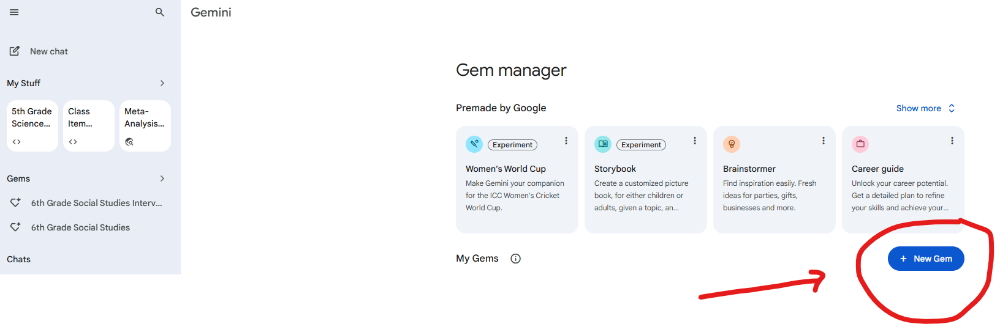 Gemini
New chat
My Stuff
5th Grade
Science...
Class
Item...
Meta-
Analysis...
Gems
6th Grade Social Studies Interv...
6th Grade Social Studies
Chats
Gem manager
Premade by Google
Show more
Experiment
Women's World Cup
Make Gemini your companion
for the ICC Women's Cricket
World Cup.
Experiment
Storybook
Create a customized picture
book, for either children or
adults, given a topic, an...
Brainstormer
Find inspiration easily. Fresh
ideas for parties, gifts,
businesses and more.
Career guide
Unlock your career potential.
Get a detailed plan to refine
your skills and achieve your...
My Gems
+ New Gem